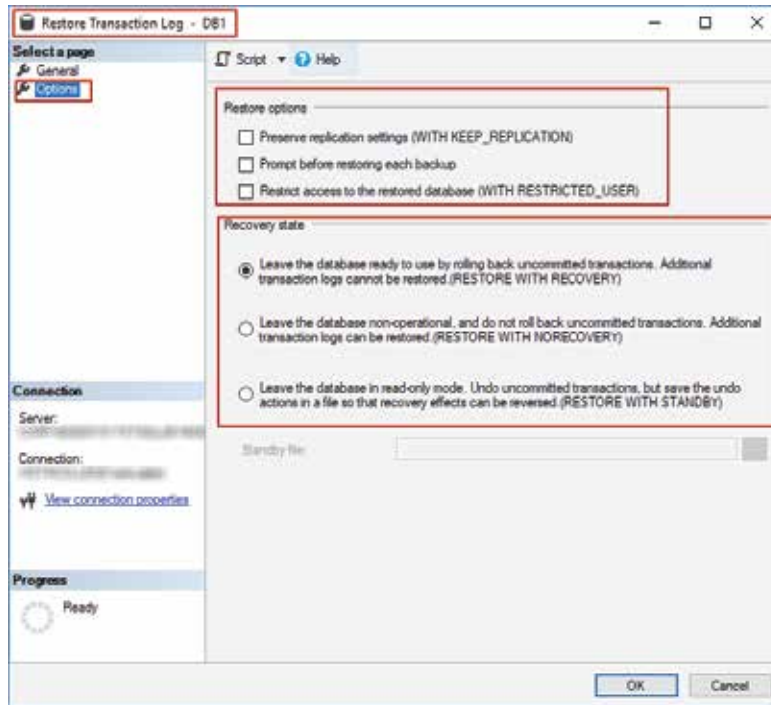 Restore Transaction Log - DB1
Select a page
General
Options
Script
Help
Restore options
Preserve replication settings (WITH KEEP_REPLICATION)
Prompt before restoring each backup
Restrict access to the restored database (WITH RESTRICTED_USER)
Recovery state
Leave the database ready to use by rolling back uncommitted transactions. Additional
transaction logs cannot be restored.(RESTORE WITH RECOVERY)
Leave the database non-operational, and do not roll back uncommitted transactions. Additional
transaction logs can be restored.(RESTORE WITH NORECOVERY)
Leave the database in read-only mode. Undo uncommitted transactions, but save the undo
actions in a file so that recovery effects can be reversed.(RESTORE WITH STANDBY)
Standby file:
Connection
Server:
Connection:
View connection properties
Progress
Ready
OK
Cancel